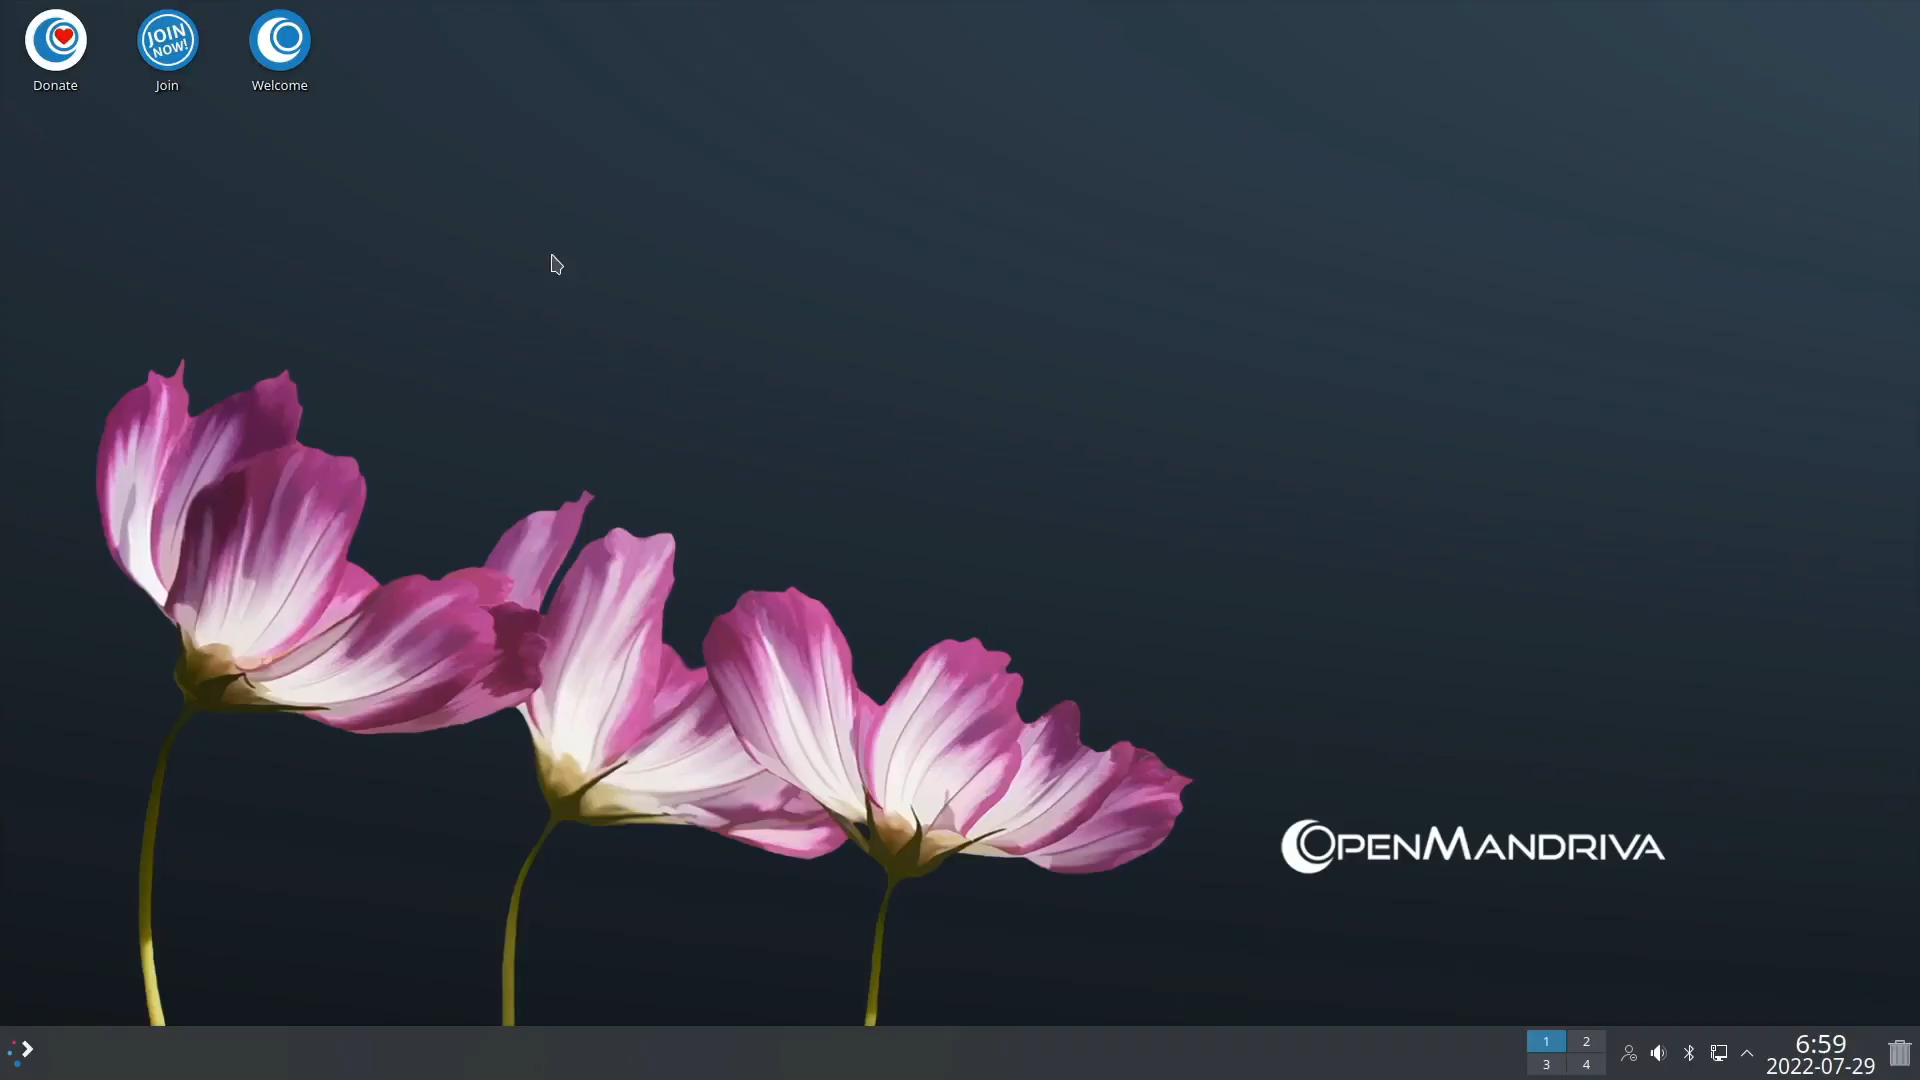 JOIN
NOW!
Donate
Join
Welcome
OPENMANDRIVA
1
2
3
4
6:59
2022-07-29